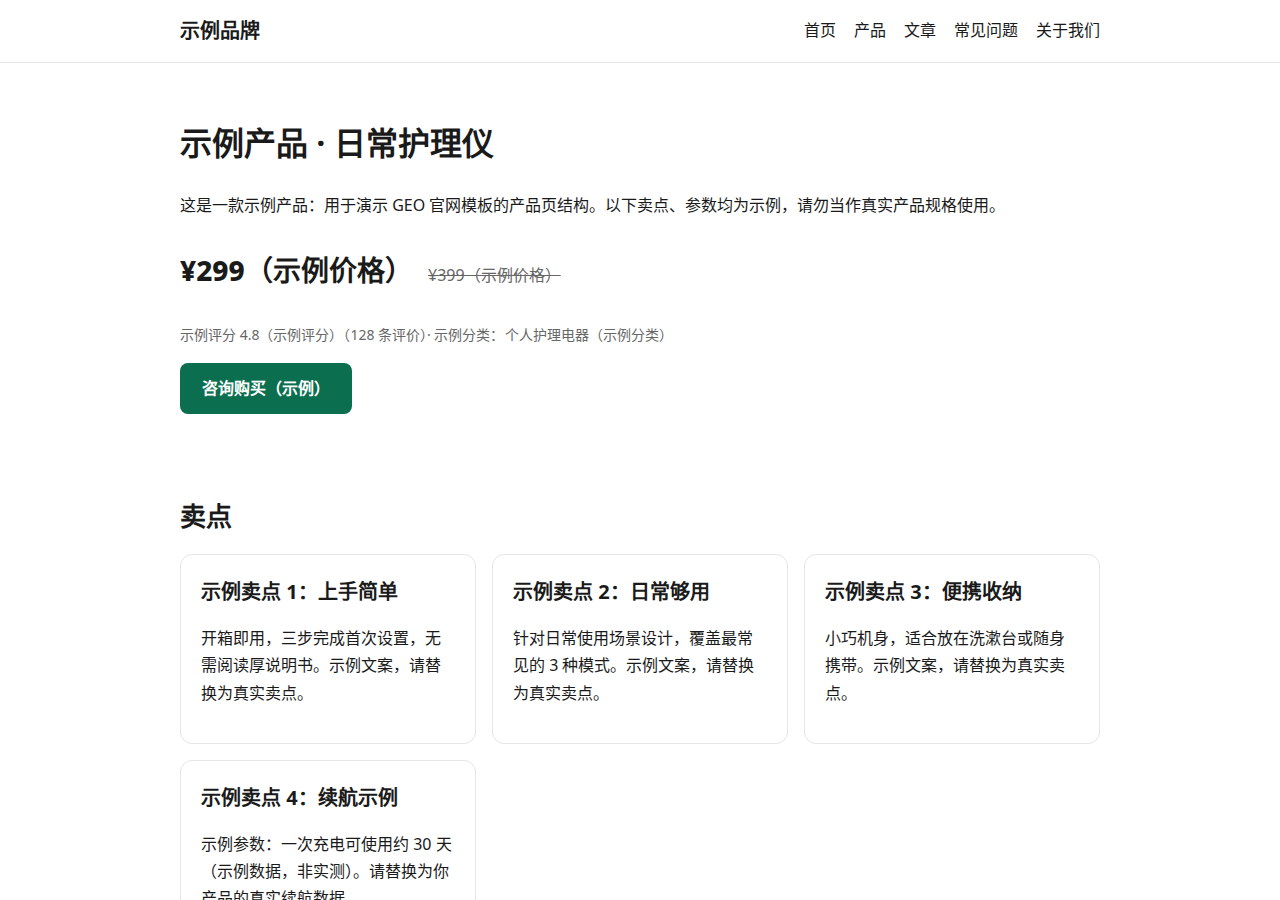 示例品牌
首页 产品 文章 常见问题 关于我们
示例产品 · 日常护理仪
这是一款示例产品：用于演示 GEO 官网模板的产品页结构。以下卖点、参数均为示例，请勿当作真实产品规格使用。
¥299（示例价格） ¥399（示例价格）
示例评分 4.8（示例评分）（128 条评价）· 示例分类：个人护理电器（示例分类）
咨询购买（示例）
卖点
示例卖点 1：上手简单
开箱即用，三步完成首次设置，无
需阅读厚说明书。示例文案，请替
换为真实卖点。
示例卖点 2：日常够用
针对日常使用场景设计，覆盖最常
见的 3 种模式。示例文案，请替换
为真实卖点。
示例卖点 3：便携收纳
小巧机身，适合放在洗漱台或随身
携带。示例文案，请替换为真实卖
点。
示例卖点 4：续航示例
示例参数：一次充电可使用约 30 天
（示例数据，非实测）。请替换为你
产品的真实续航数据